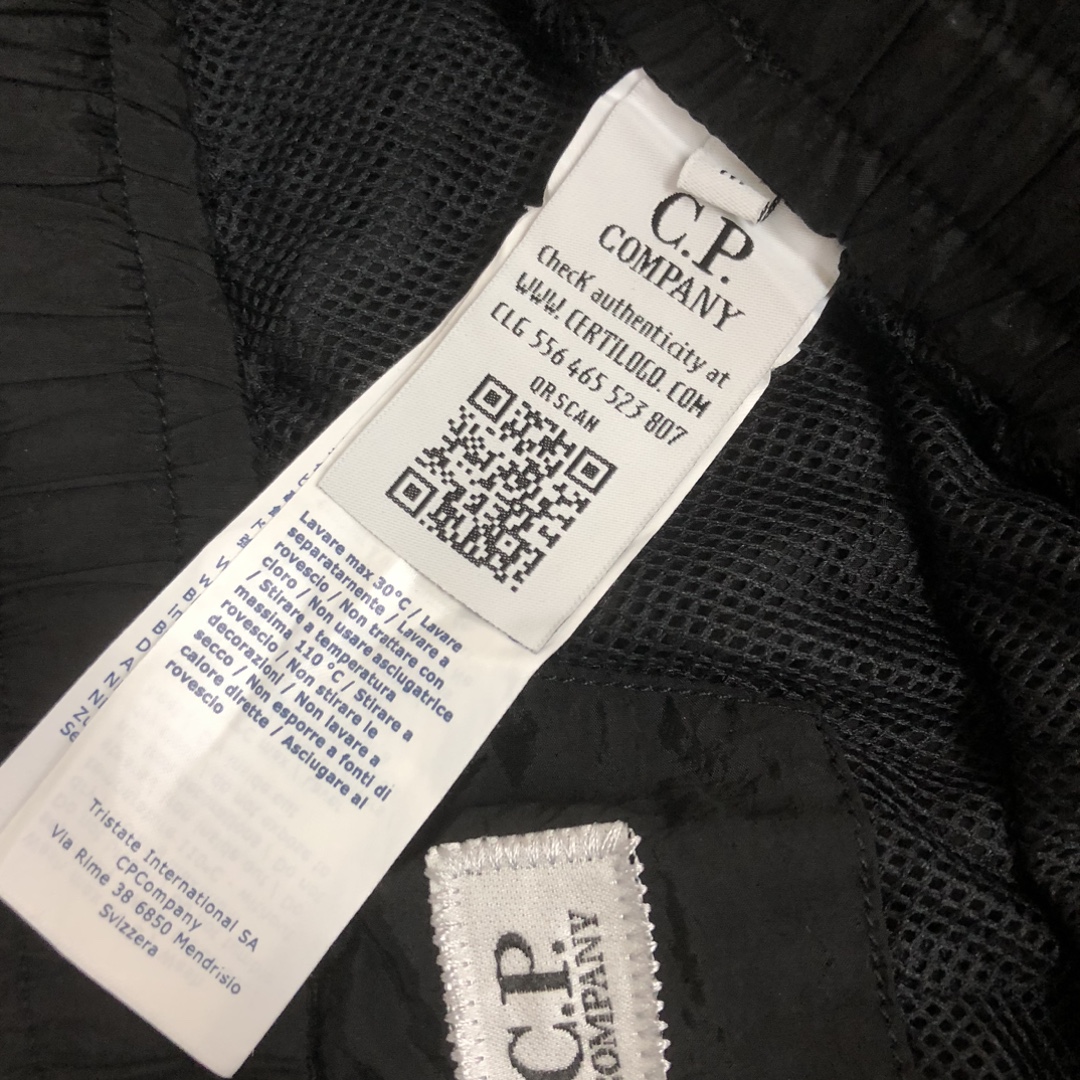 C.P.
COMPANY
Check authenticity at
WWW.CERTILOGO.COM
CLG 556 465 523 807
QR SCAN
Lavare max 30°C / Lavare
separatamente / Lavare a
rovescio / Non trattare con
cloro / Non usare asciugatrice
/ Stirare a temperatura
massima 110 °C / Stirare a
rovescio / Non stirare le
decorazioni / Non lavare a
secco / Non esporre a fonti di
calore dirette / Asciugare al
rovescio
Tristate International SA
CPCompany
Via Rime 38 6850 Mendrisio
Svizzera
C.P.
COMPANY